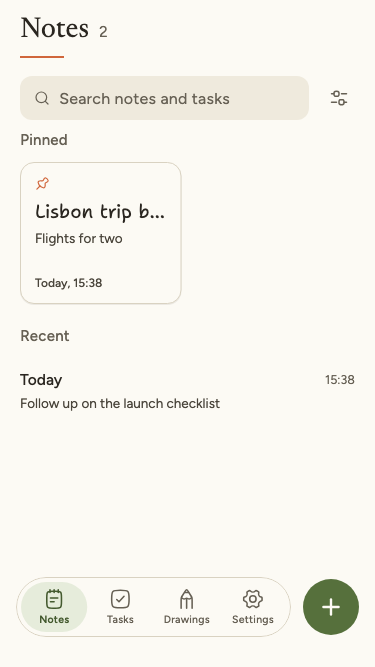 Notes 2
Search notes and tasks
Pinned
Lisbon trip b...
Flights for two
Today, 15:38
Recent
Today 15:38
Follow up on the launch checklist
Notes Tasks Drawings Settings